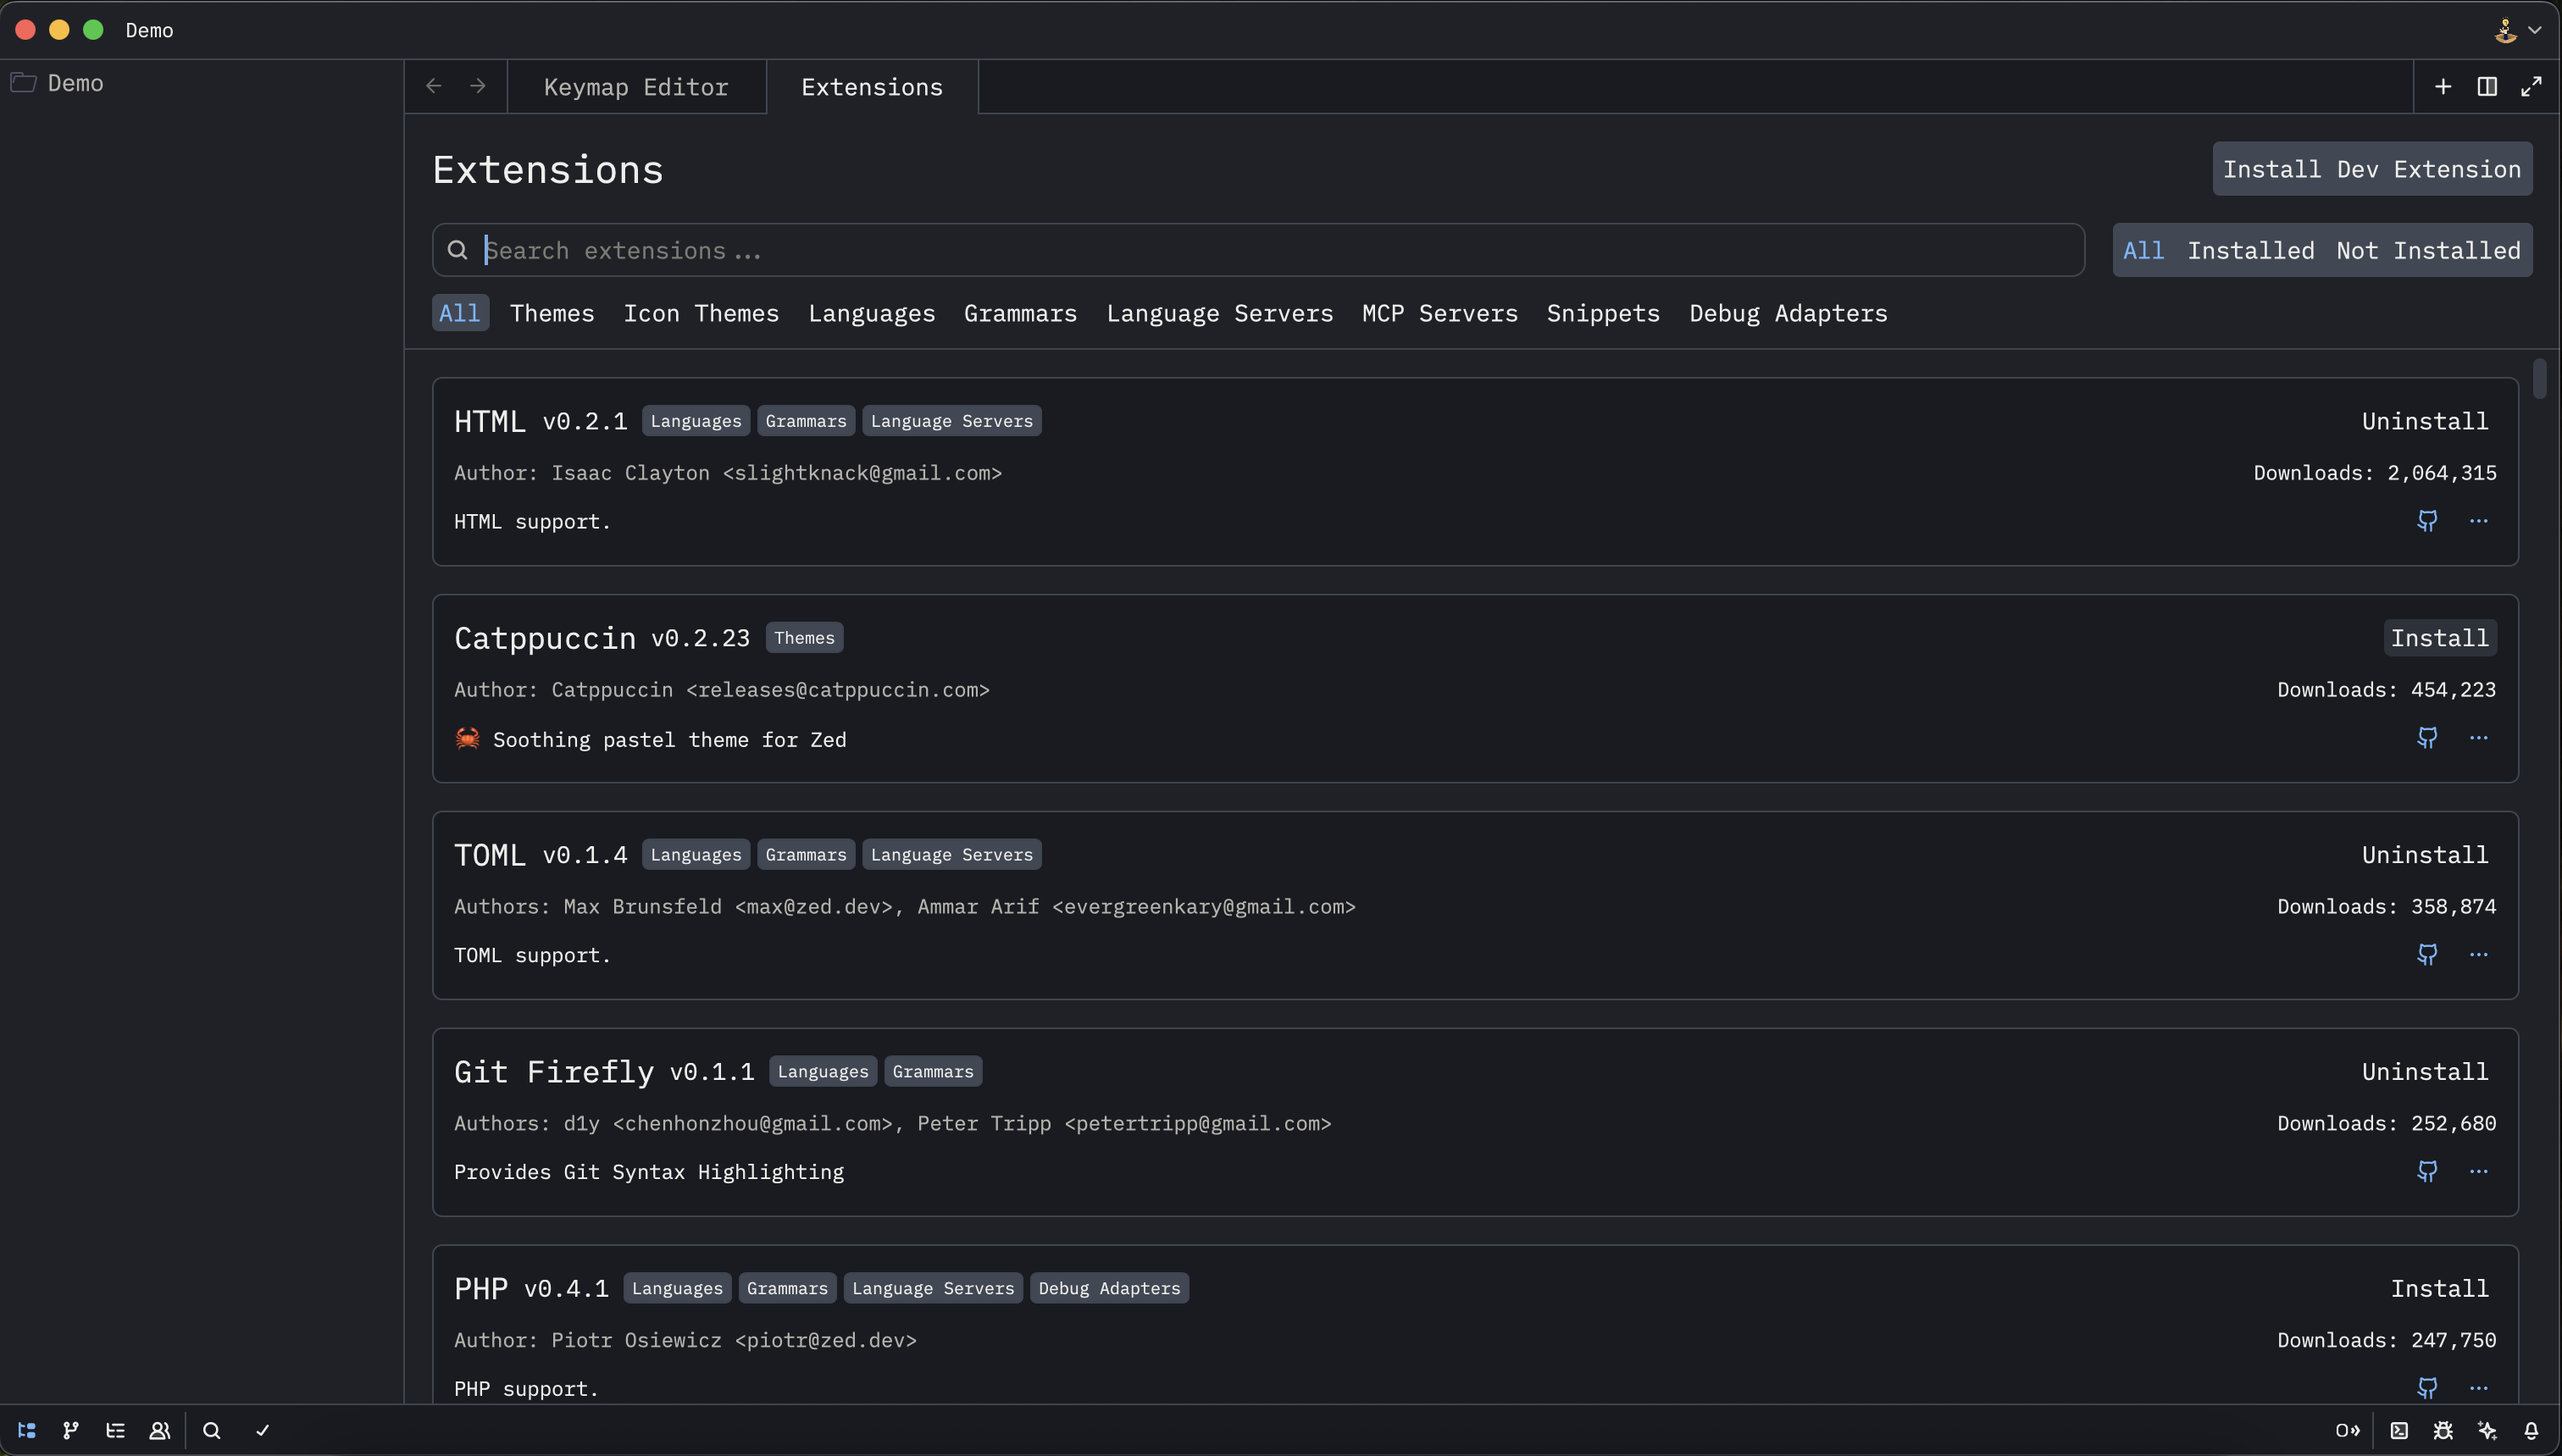 Demo
Demo
Keymap Editor
Extensions
Extensions
Install Dev Extension
Search extensions...
All Installed Not Installed
All Themes Icon Themes Languages Grammars Language Servers MCP Servers Snippets Debug Adapters
HTML v0.2.1 Languages Grammars Language Servers
Uninstall
Author: Isaac Clayton <slightknack@gmail.com>
Downloads: 2,064,315
HTML support.
Catppuccin v0.2.23 Themes
Install
Author: Catppuccin <releases@catppuccin.com>
Downloads: 454,223
🦀 Soothing pastel theme for Zed
TOML v0.1.4 Languages Grammars Language Servers
Uninstall
Authors: Max Brunsfeld <max@zed.dev>, Ammar Arif <evergreenkary@gmail.com>
Downloads: 358,874
TOML support.
Git Firefly v0.1.1 Languages Grammars
Uninstall
Authors: d1y <chenhonzhou@gmail.com>, Peter Tripp <petertripp@gmail.com>
Downloads: 252,680
Provides Git Syntax Highlighting
PHP v0.4.1 Languages Grammars Language Servers Debug Adapters
Install
Author: Piotr Osiewicz <piotr@zed.dev>
Downloads: 247,750
PHP support.